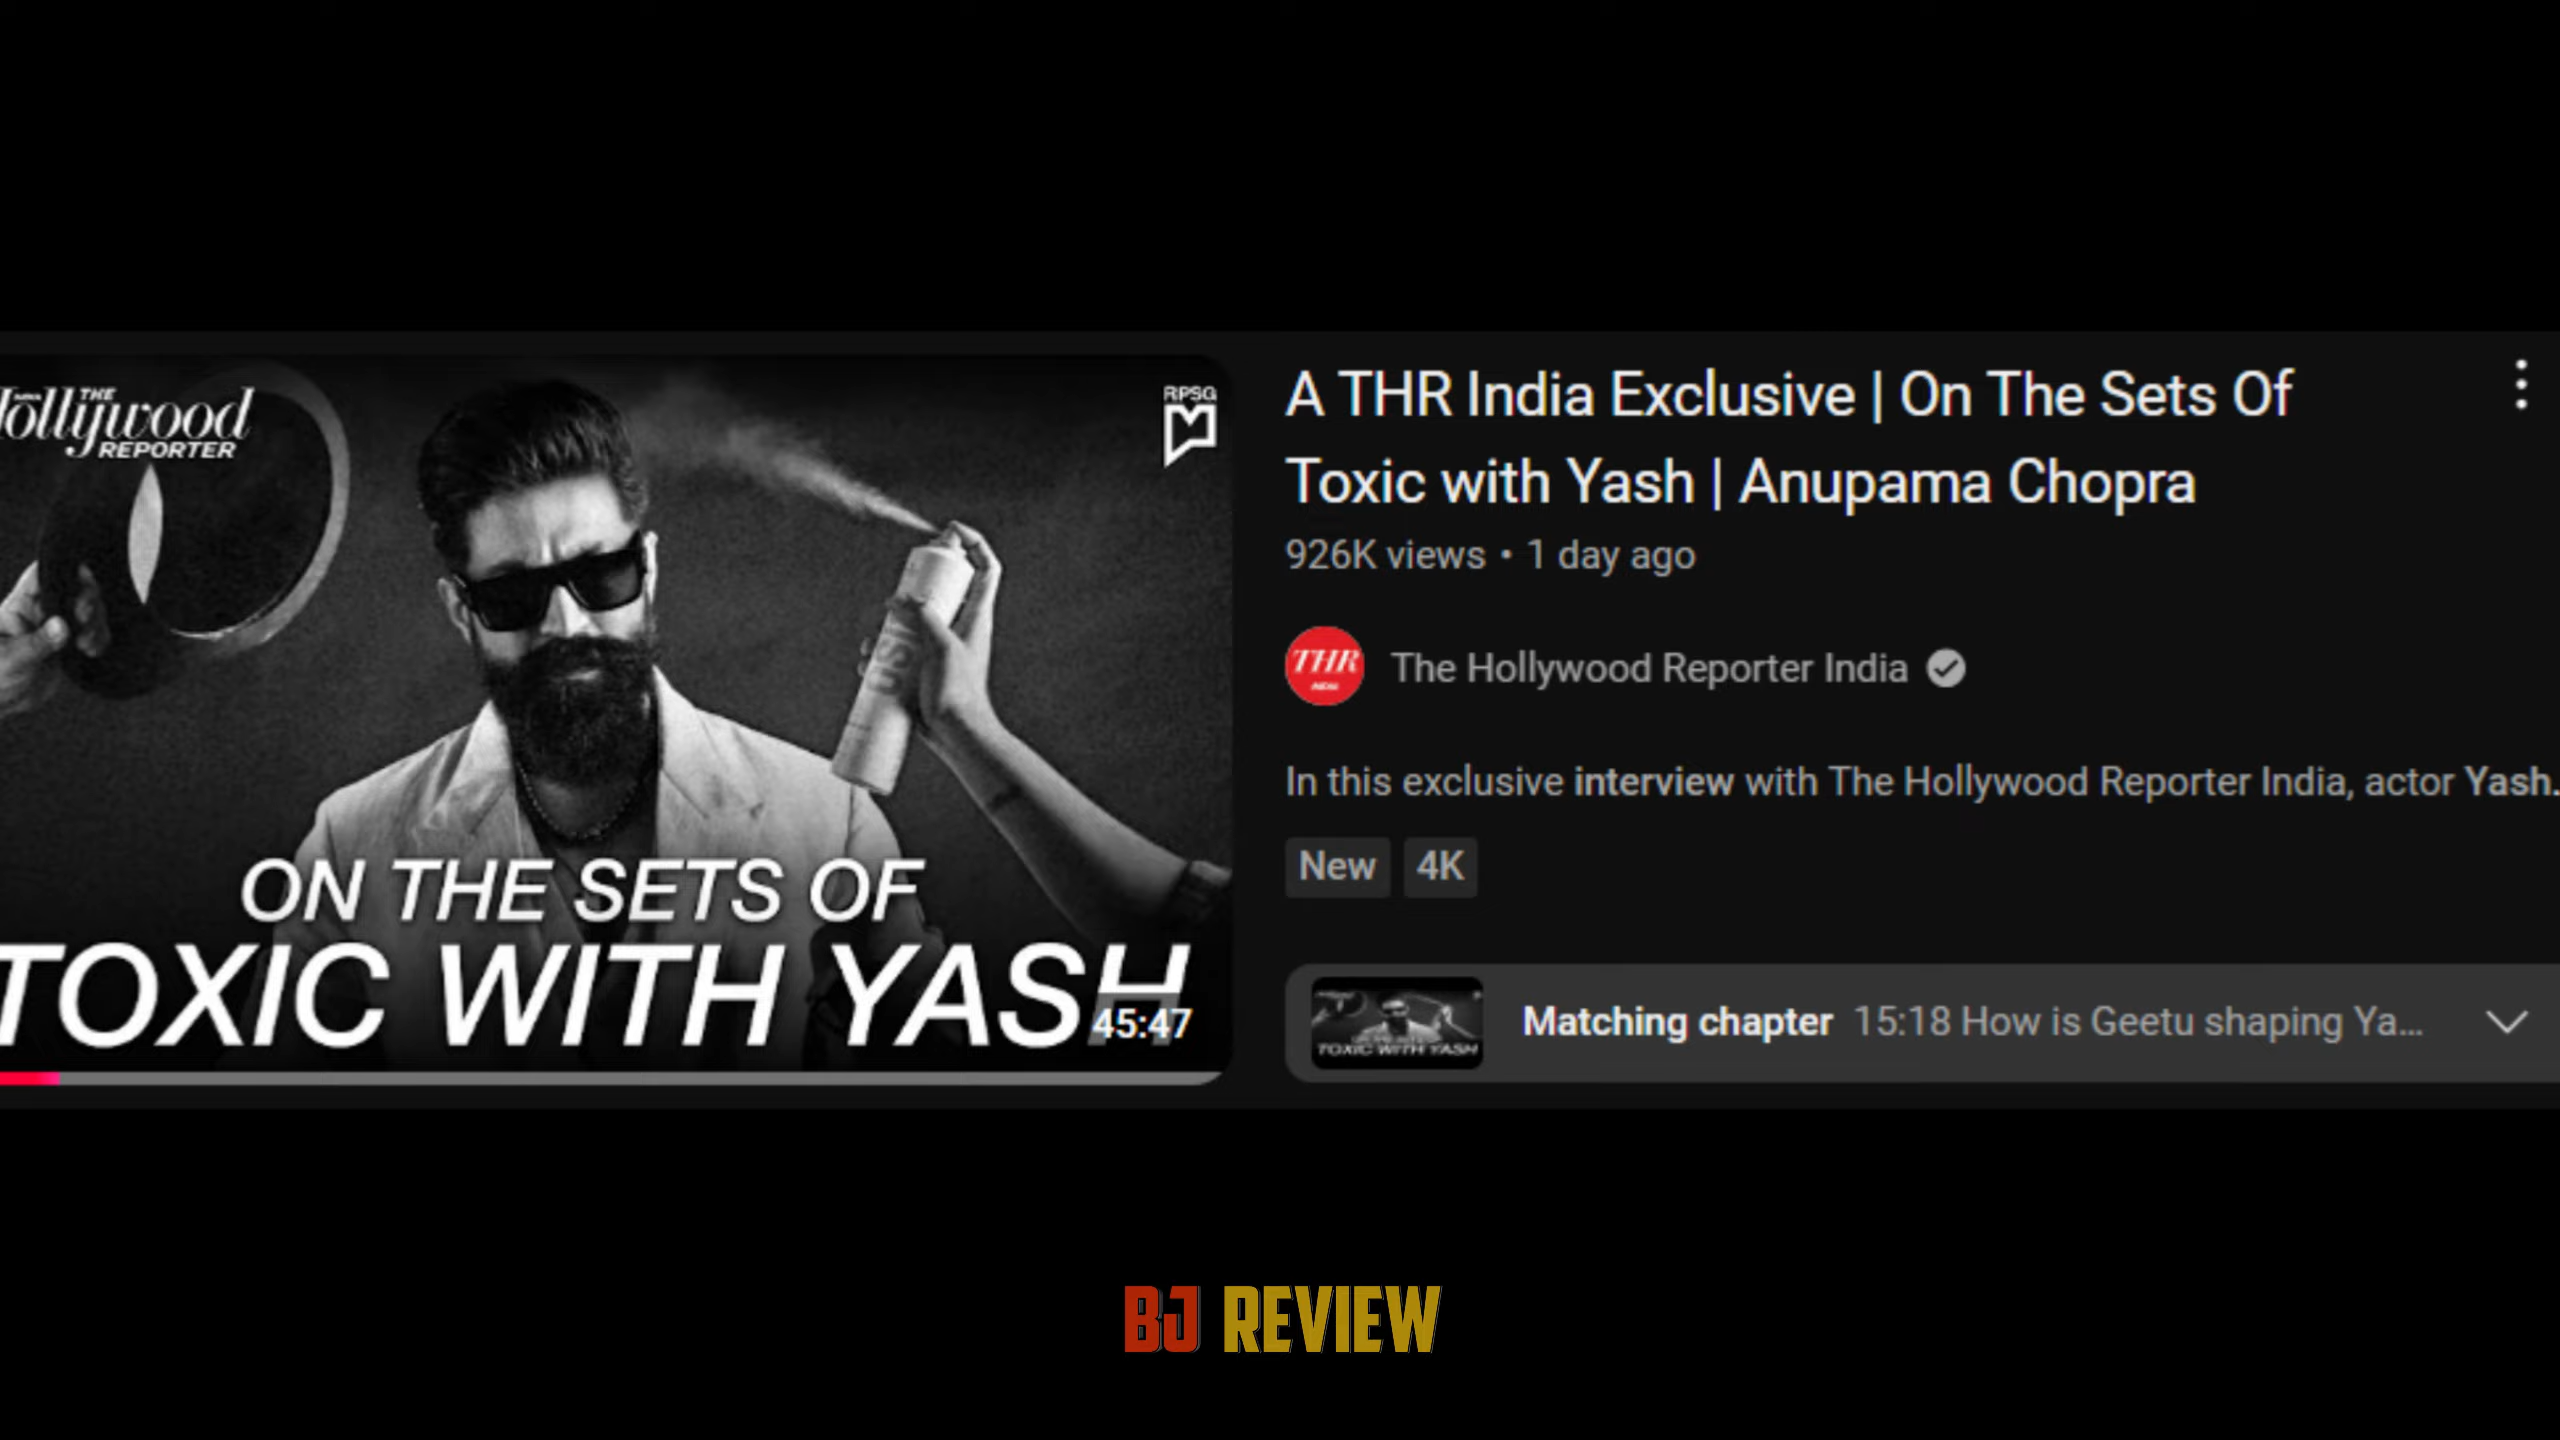 THE
Hollywood
REPORTER
RPSG
ON THE SETS OF
TOXIC WITH YASH
45:47
A THR India Exclusive | On The Sets Of
Toxic with Yash | Anupama Chopra
926K views • 1 day ago
THR
The Hollywood Reporter India
In this exclusive interview with The Hollywood Reporter India, actor Yash.
New 4K
TOXIC WITH YASH
Matching chapter 15:18 How is Geetu shaping Ya...
BJ REVIEW